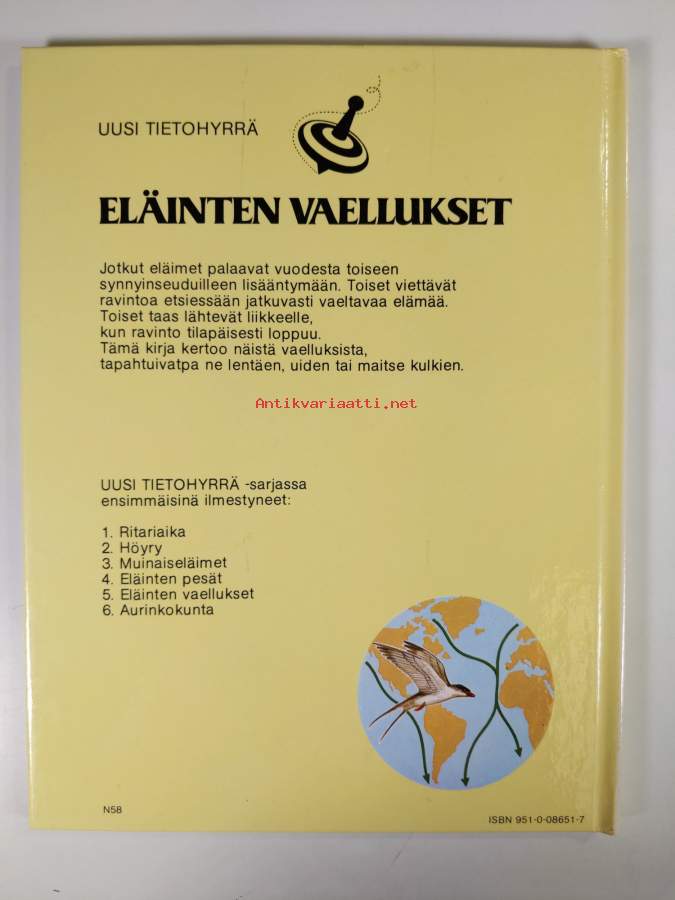 UUSI TIETOHYRRÄ
ELÄINTEN VAELLUKSET
Jotkut eläimet palaavat vuodesta toiseen
synnyinseuduilleen lisääntymään. Toiset viettävät
ravintoa etsiessään jatkuvasti vaeltavaa elämää.
Toiset taas lähtevät liikkeelle,
kun ravinto tilapäisesti loppuu.
Tämä kirja kertoo näistä vaelluksista,
tapahtuivatpa ne lentäen, uiden tai maitse kulkien.
Antikvariaatti.net
UUSI TIETOHYRRÄ -sarjassa
ensimmäisinä ilmestyneet:
1. Ritariaika
2. Höyry
3. Muinaiseläimet
4. Eläinten pesät
5. Eläinten vaellukset
6. Aurinkokunta
N58
ISBN 951-0-08651-7